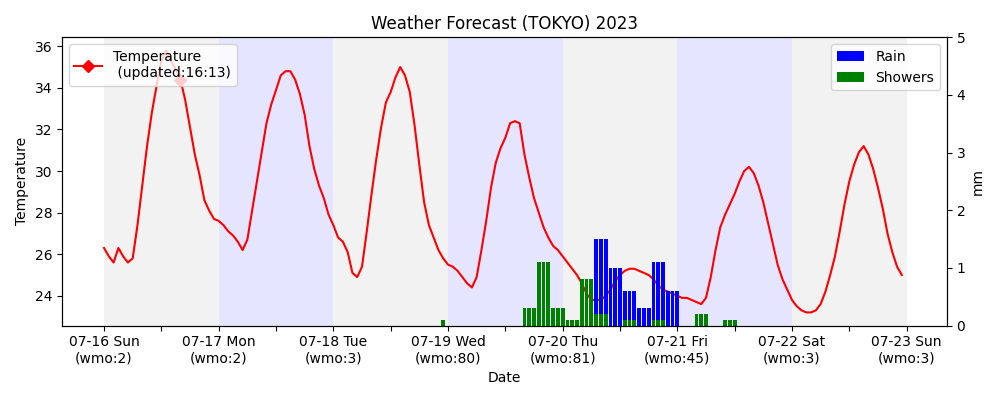 Weather Forecast (TOKYO) 2023
Temperature
(updated:16:13)
Rain
Showers
Temperature
36
34
32
30
28
26
24
5
4
3
2
1
0
mm
07-16 Sun
(wmo:2)
07-17 Mon
(wmo:2)
07-18 Tue
(wmo:3)
07-19 Wed
(wmo:80)
07-20 Thu
(wmo:81)
07-21 Fri
(wmo:45)
07-22 Sat
(wmo:3)
07-23 Sun
(wmo:3)
Date